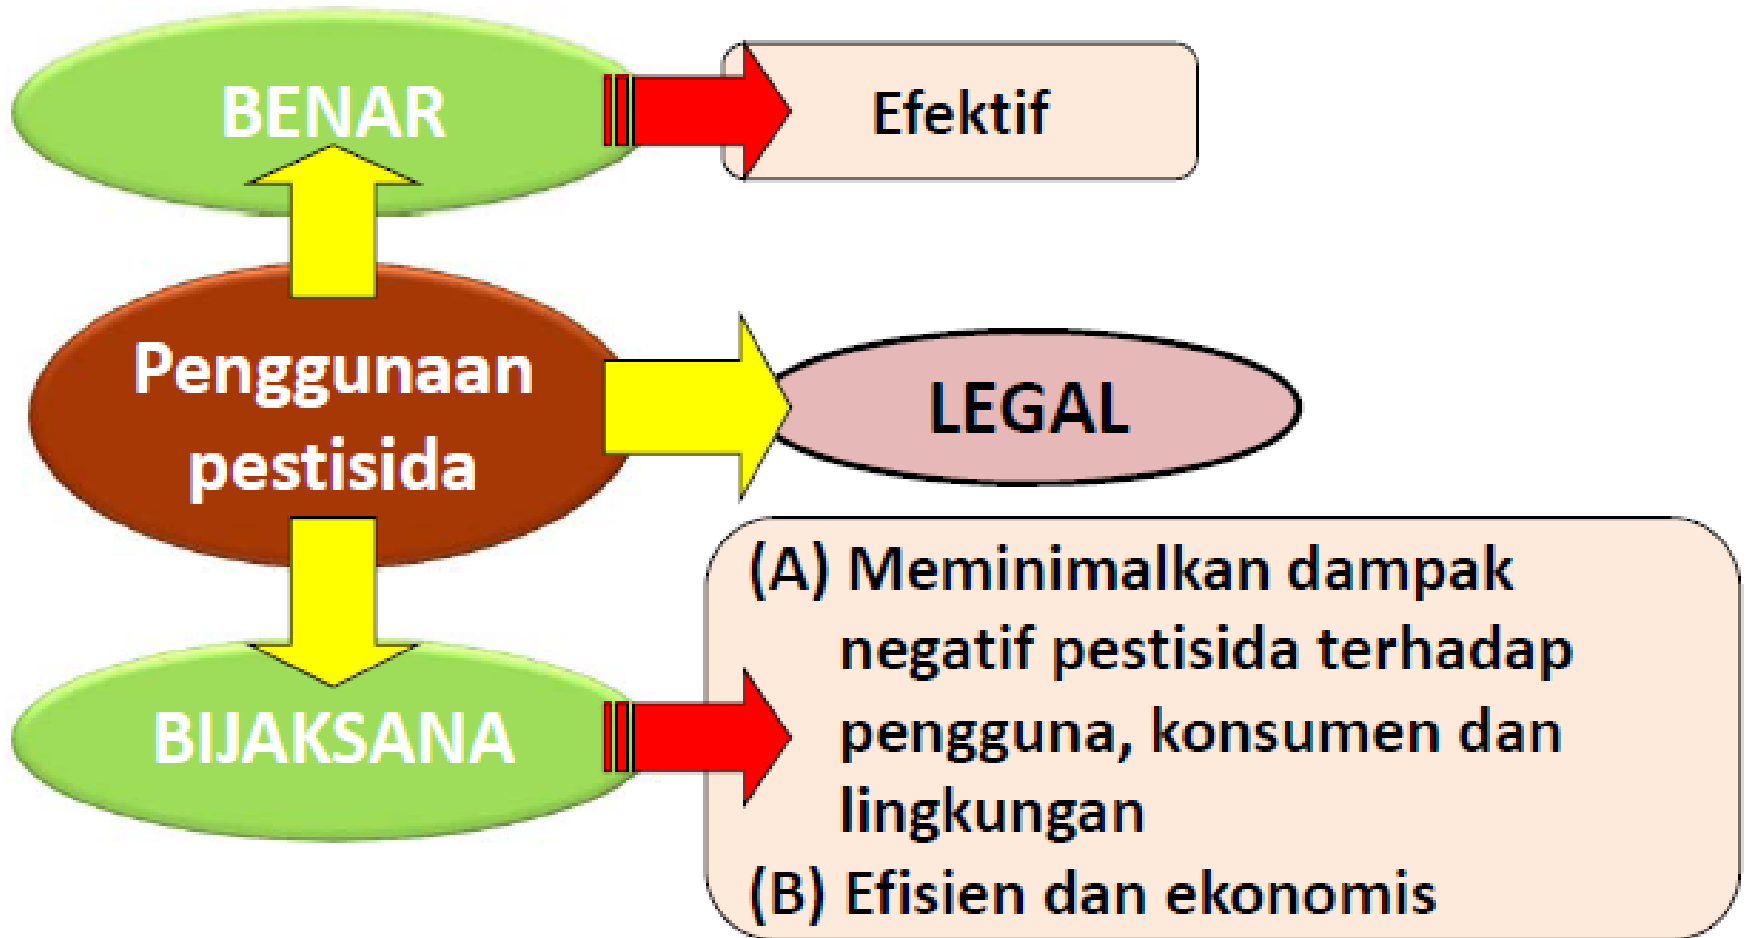 BENAR
Efektif
Penggunaan
pestisida
LEGAL
BIJAKSANA
(A) Meminimalkan dampak
negatif pestisida terhadap
pengguna, konsumen dan
lingkungan
(B) Efisien dan ekonomis